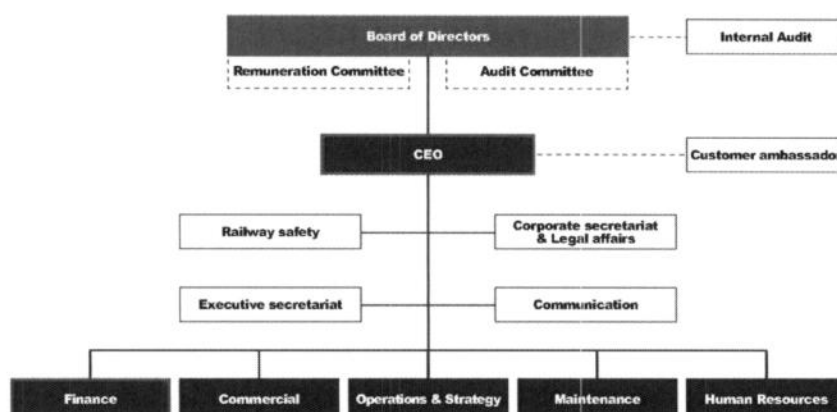 Board of Directors
Internal Audit
Remuneration Committee
Audit Committee
CEO
Customer ambassador
Railway safety
Corporate secretariat
& Legal affairs
Executive secretariat
Communication
Finance
Commercial
Operations & Strategy
Maintenance
Human Resources